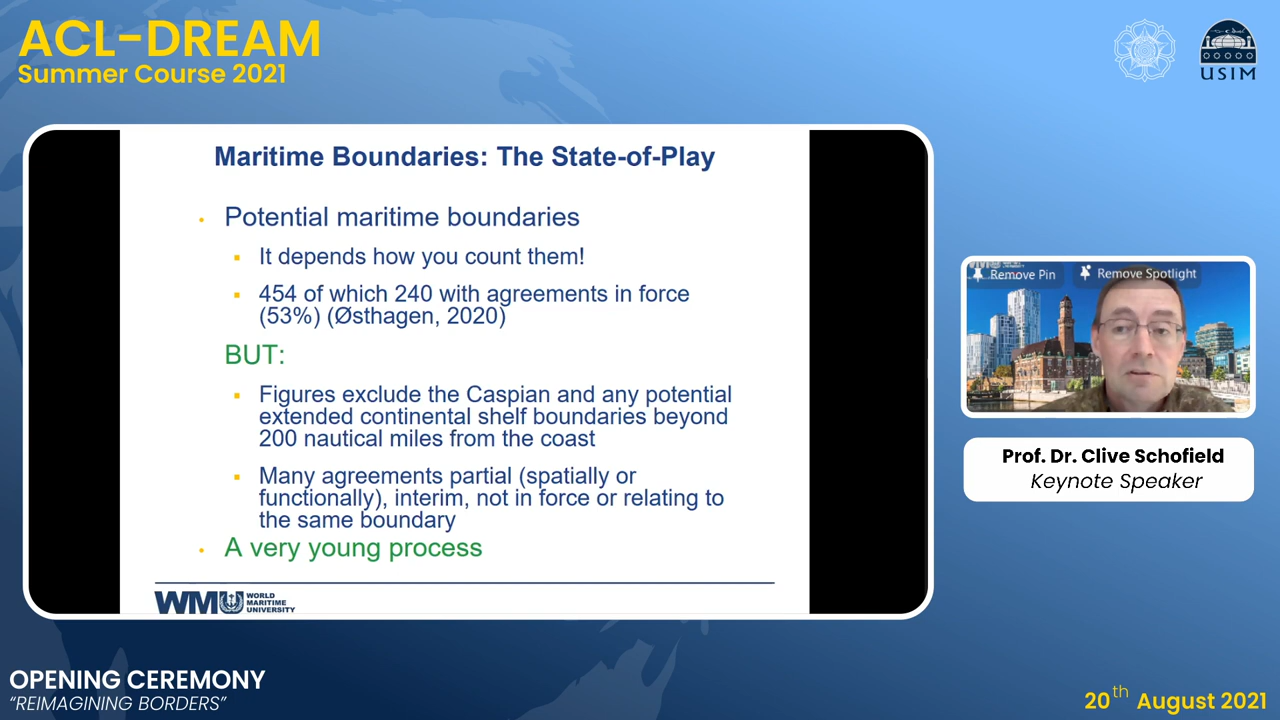 ACL-DREAM
Summer Course 2021
USIM
Maritime Boundaries: The State-of-Play
• Potential maritime boundaries
▪ It depends how you count them!
▪ 454 of which 240 with agreements in force
(53%) (Østhagen, 2020)
BUT:
▪ Figures exclude the Caspian and any potential
extended continental shelf boundaries beyond
200 nautical miles from the coast
▪ Many agreements partial (spatially or
functionally), interim, not in force or relating to
the same boundary
• A very young process
WMU WORLD
MARITIME
UNIVERSITY
Remove Pin
Remove Spotlight
Prof. Dr. Clive Schofield
Keynote Speaker
OPENING CEREMONY
“REIMAGINING BORDERS”
20th August 2021